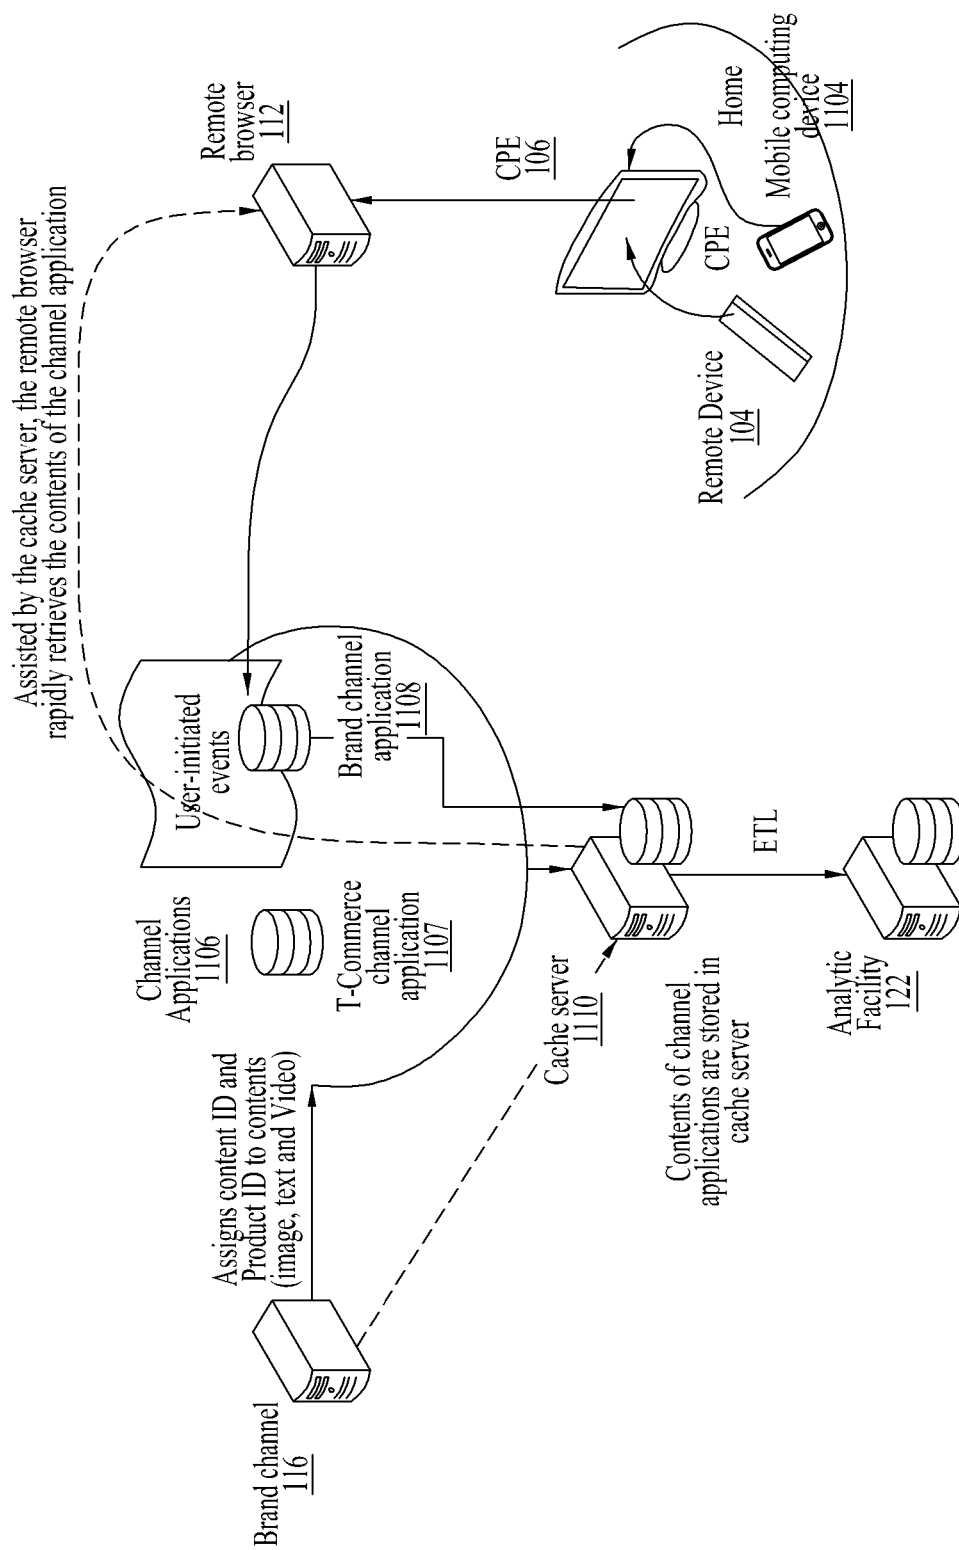 Assisted by the cache server, the remote browser
rapidly retrieves the contents of the channel application
Remote
browser
112
User-initiated
events
Channel
Applications
1106
Assigns content ID and
Product ID to contents
(image, text and Video)
Brand channel
116
T-Commerce
channel
application
1107
Brand channel
application
1108
CPE
106
CPE
Home
Mobile computing
device
1104
Remote Device
104
Cache server
1110
Contents of channel
applications are stored in
cache server
ETL
Analytic
Facility
122